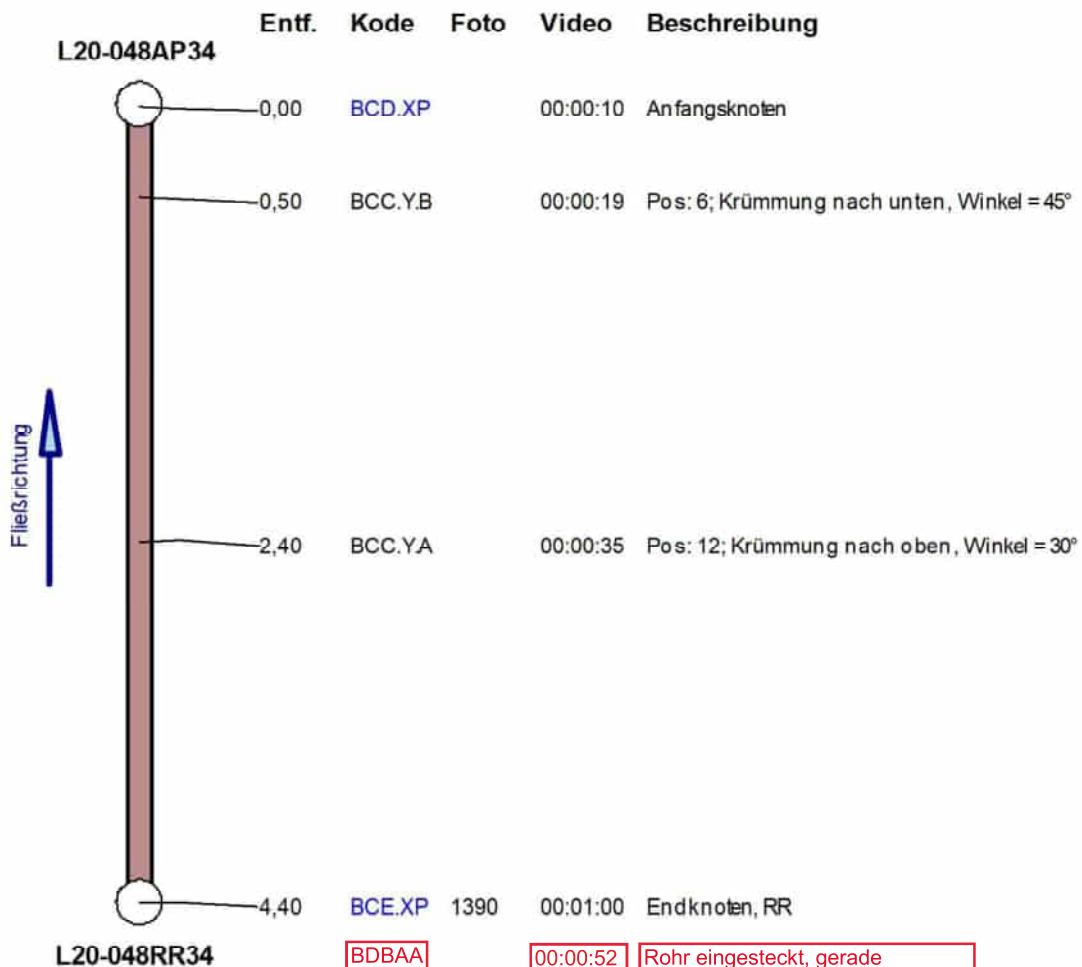 Entf. Kode Foto Video Beschreibung
L20-048AP34
0,00 BCD.XP 00:00:10 Anfangsknoten
0,50 BCC.Y.B 00:00:19 Pos: 6; Krümmung nach unten, Winkel = 45°
Fließrichtung
2,40 BCC.Y.A 00:00:35 Pos: 12; Krümmung nach oben, Winkel = 30°
4,40 BCE.XP 1390 00:01:00 Endknoten, RR
L20-048RR34 BDBAA 00:00:52 Rohr eingesteckt, gerade